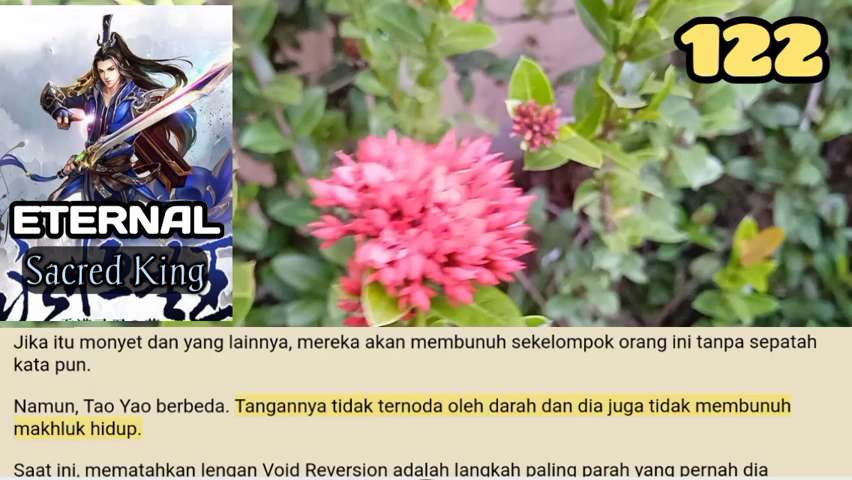 122
ETERNAL
Sacred King
Jika itu monyet dan yang lainnya, mereka akan membunuh sekelompok orang ini tanpa sepatah
kata pun.
Namun, Tao Yao berbeda. Tangannya tidak ternoda oleh darah dan dia juga tidak membunuh
makhluk hidup.
Saat ini, mematahkan lengan Void Reversion adalah langkah paling parah yang pernah dia